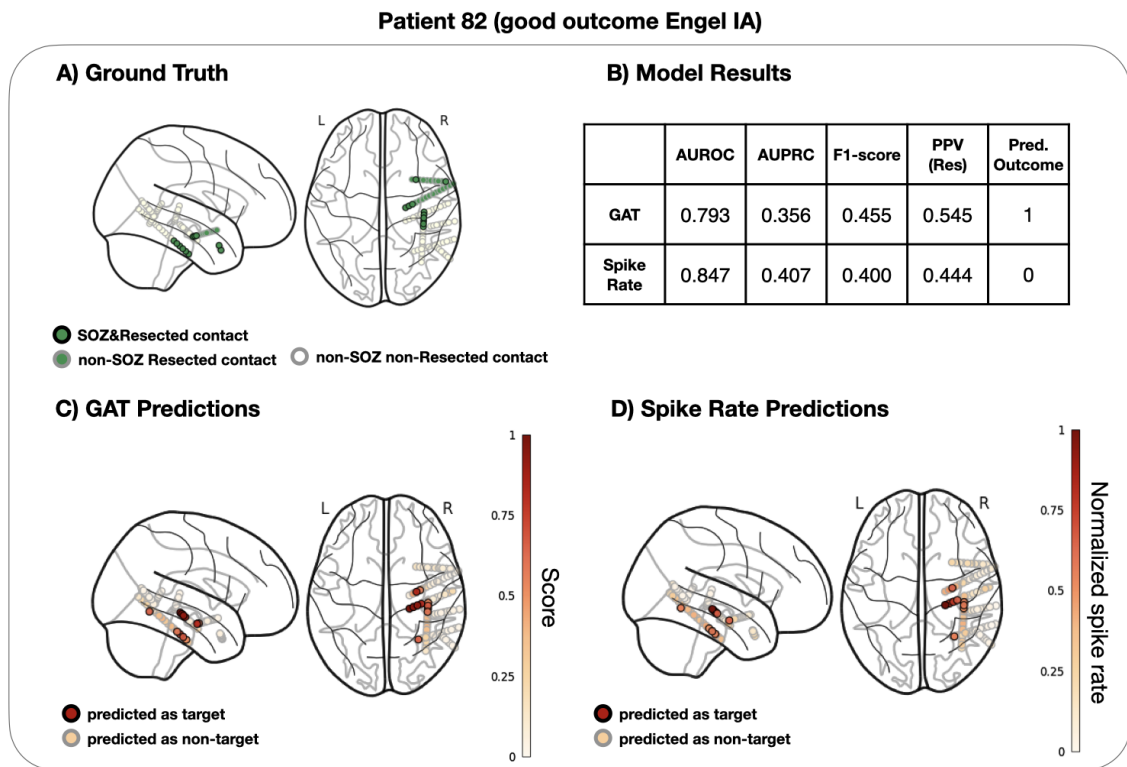 Patient 82 (good outcome Engel IA)
A) Ground Truth
L R
SOZ&Resected contact
non-SOZ Resected contact
non-SOZ non-Resected contact
B) Model Results
AUROC AUPRC F1-score PPV (Res) Pred. Outcome
GAT 0.793 0.356 0.455 0.545 1
Spike Rate 0.847 0.407 0.400 0.444 0
C) GAT Predictions
L R
1
0.75
0.5
0.25
0
Score
predicted as target
predicted as non-target
D) Spike Rate Predictions
L R
1
0.75
0.5
0.25
0
Normalized spike rate
predicted as target
predicted as non-target